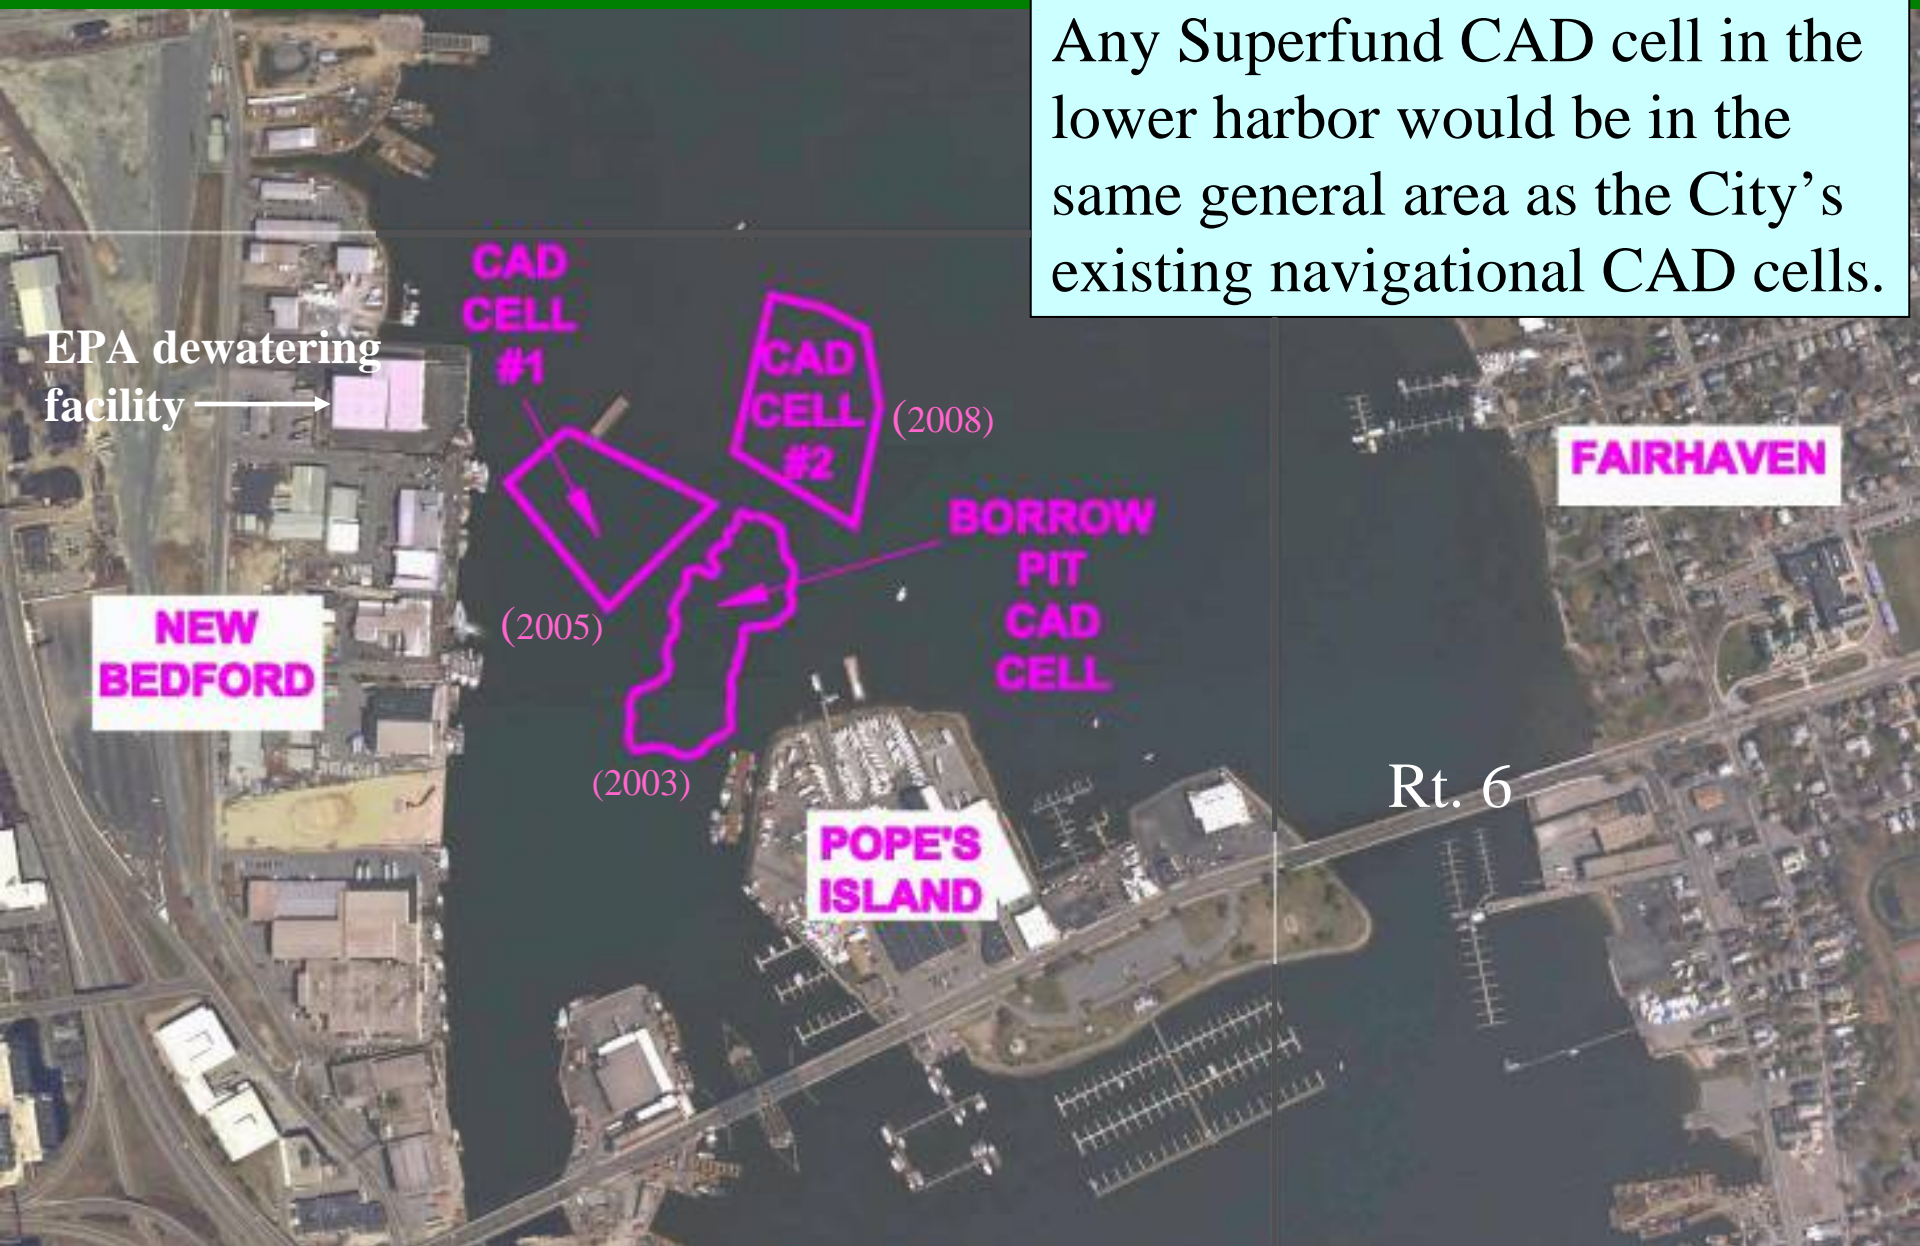 Any Superfund CAD cell in the
lower harbor would be in the
same general area as the City’s
existing navigational CAD cells.
CAD
CELL
#1
EPA dewatering
facility
CAD
CELL
#2
(2008)
FAIRHAVEN
BORROW
PIT
CAD
CELL
(2005)
NEW
BEDFORD
(2003)
Rt. 6
POPE'S
ISLAND